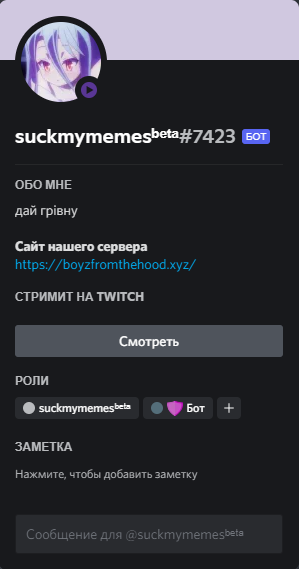 suckmymemesᵇᵉᵗᵃ#7423 БОТ
ОБО МНЕ
дай грівну
Сайт нашего сервера
https://boyzfromthehood.xyz/
СТРИМИТ НА TWITCH
Смотреть
РОЛИ
suckmymemesᵇᵉᵗᵃ Бот +
ЗАМЕТКА
Нажмите, чтобы добавить заметку
Сообщение для @suckmymemesᵇᵉᵗᵃ